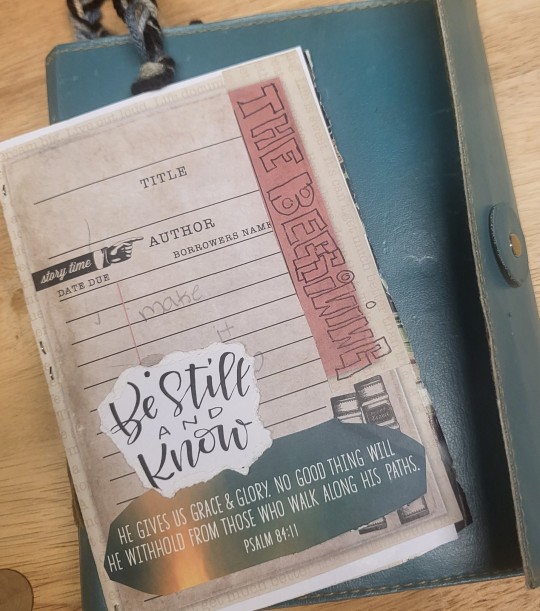 TITLE
AUTHOR
BORROWERS NAME
story time
DATE DUE
make
it
THE BEGINNING
Be Still
AND
Know
HE GIVES US GRACE & GLORY. NO GOOD THING WILL
HE WITHHOLD FROM THOSE WHO WALK ALONG HIS PATHS.
PSALM 84:11